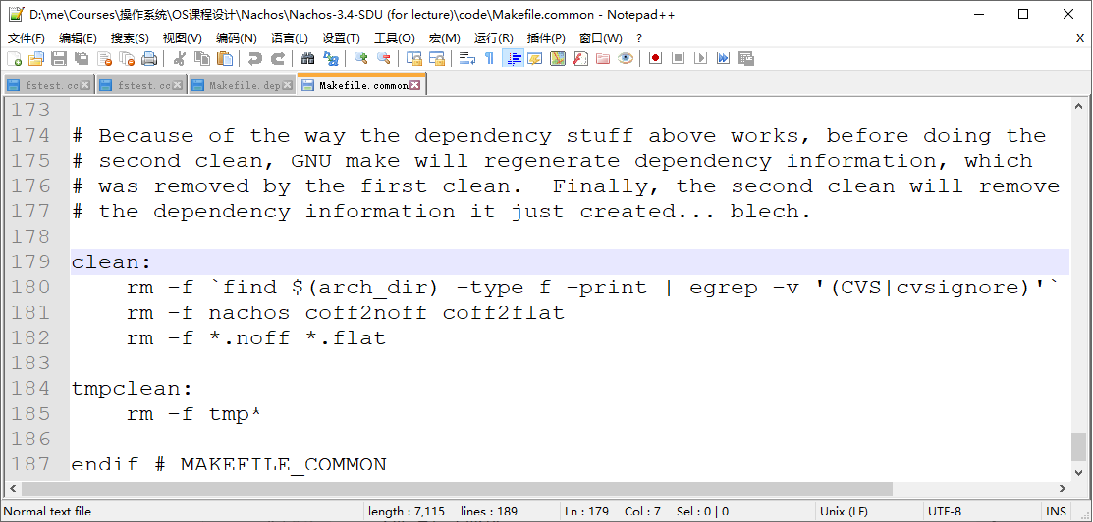 D:\me\Courses\操作系统\OS课程设计\Nachos\Nachos-3.4-SDU (for lecture)\code\Makefile.common - Notepad++
文件(F) 编辑(E) 搜索(S) 视图(V) 编码(N) 语言(L) 设置(T) 工具(O) 宏(M) 运行(R) 插件(P) 窗口(W) ? X
fstest.cc fstest.cc Makefile.dep Makefile.common
173
174 # Because of the way the dependency stuff above works, before doing the
175 # second clean, GNU make will regenerate dependency information, which
176 # was removed by the first clean.  Finally, the second clean will remove
177 # the dependency information it just created... blech.
178
179 clean:
180 rm -f `find $(arch_dir) -type f -print | egrep -v '(CVS|cvsignore)'`
181 rm -f nachos coff2noff coff2flat
182 rm -f *.noff *.flat
183
184 tmpclean:
185 rm -f tmp*
186
187 endif # MAKEFILE_COMMON
Normal text file length : 7,115 lines : 189 Ln : 179 Col : 7 Sel : 0 | 0 Unix (LF) UTF-8 INS